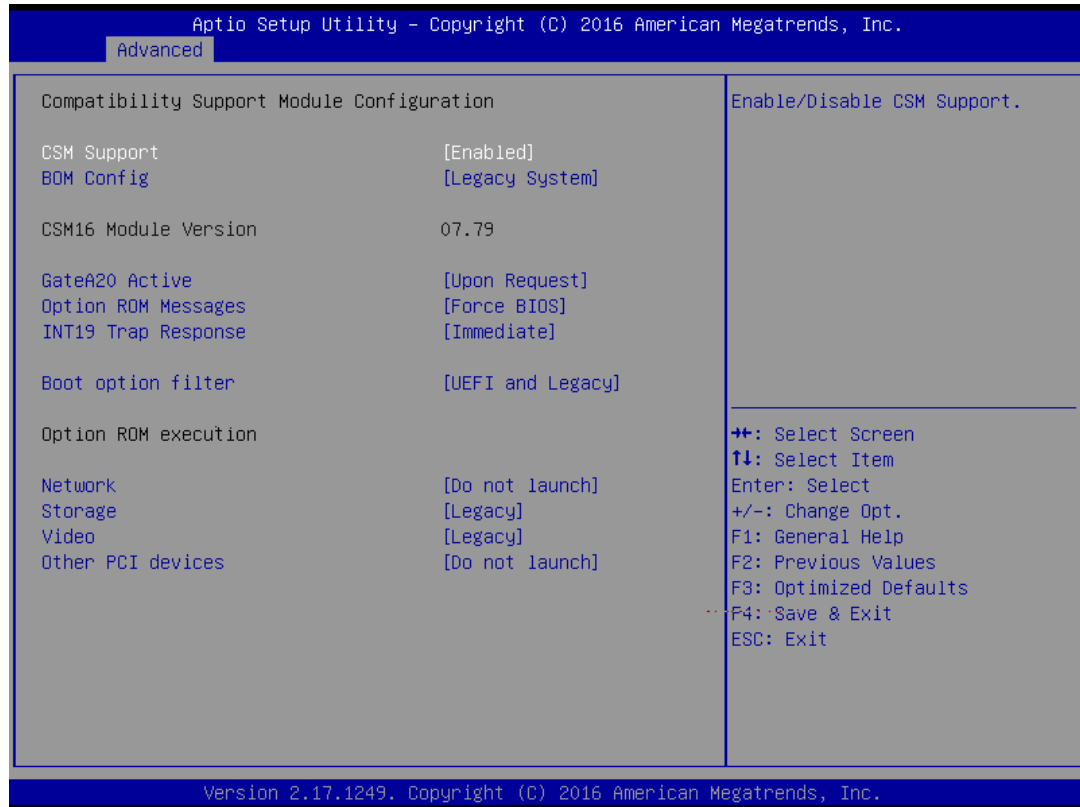 Aptio Setup Utility – Copyright (C) 2016 American Megatrends, Inc.
Advanced
Compatibility Support Module Configuration
Enable/Disable CSM Support.
CSM Support [Enabled]
BOM Config [Legacy System]
CSM16 Module Version 07.79
GateA20 Active [Upon Request]
Option ROM Messages [Force BIOS]
INT19 Trap Response [Immediate]
Boot option filter [UEFI and Legacy]
Option ROM execution
Network [Do not launch]
Storage [Legacy]
Video [Legacy]
Other PCI devices [Do not launch]
→←: Select Screen
↑↓: Select Item
Enter: Select
+/-: Change Opt.
F1: General Help
F2: Previous Values
F3: Optimized Defaults
F4: Save & Exit
ESC: Exit
Version 2.17.1249. Copyright (C) 2016 American Megatrends, Inc.